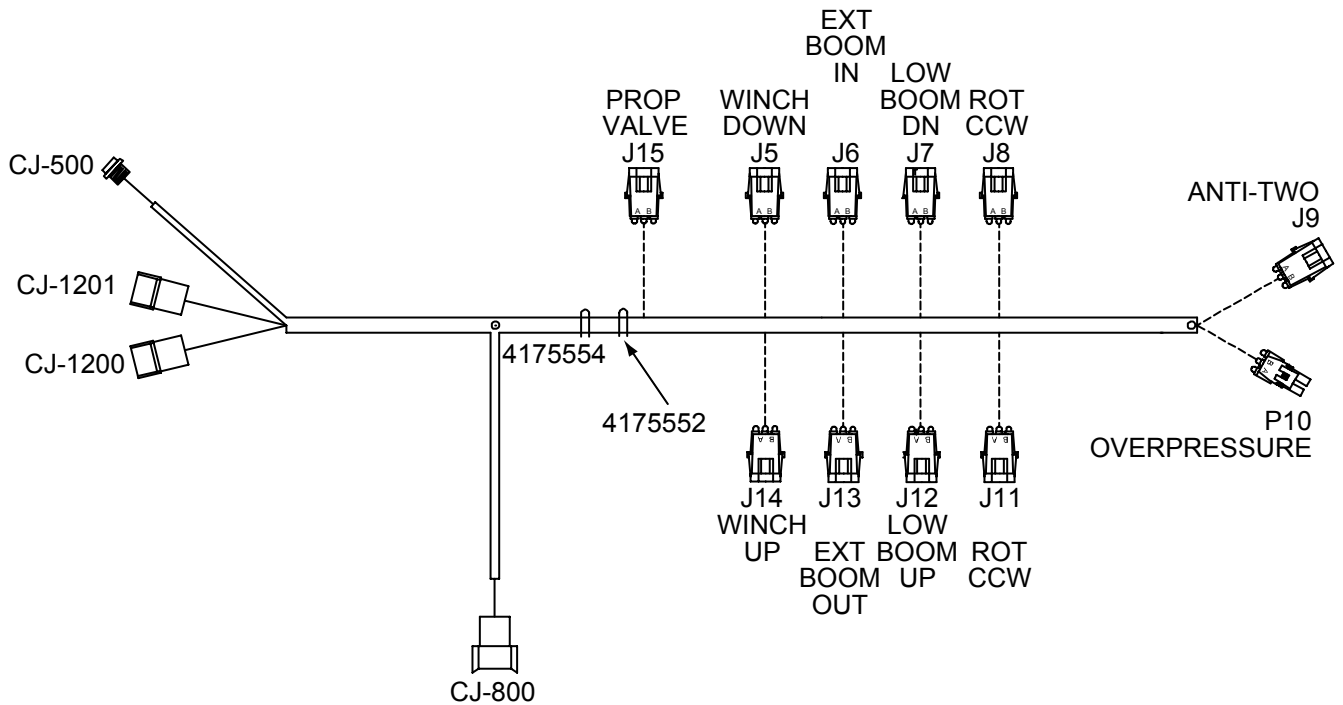 EXT
BOOM
IN
PROP
VALVE
J15
WINCH
DOWN
J5
J6
LOW
BOOM
DN
J7
ROT
CCW
J8
A B
A B
A B
A B
A B
CJ-500
CJ-1201
CJ-1200
ANTI-TWO
J9
A B
4175554
4175552
B A
P10
OVERPRESSURE
A B
A B
A B
A B
J14
WINCH
UP
J13
EXT
BOOM
OUT
J12
LOW
BOOM
UP
J11
ROT
CCW
CJ-800